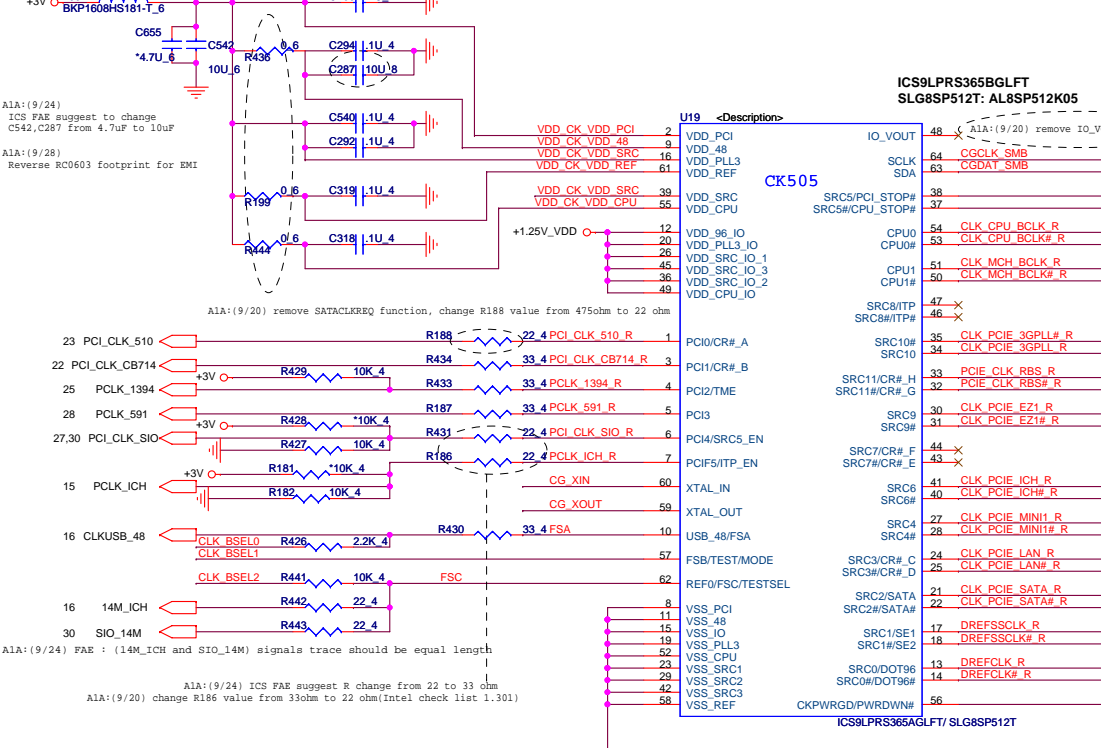 +3V
BKP1608HS181-T_6
C655
*4.7U_6
C542
10U_6
R436
0_6
C294
.1U_4
C287
10U_8
A1A:(9/24)
ICS FAE suggest to change
C542,C287 from 4.7uF to 10uF
A1A:(9/28)
Reverse RC0603 footprint for EMI
C540
.1U_4
C292
.1U_4
R199
0_6
C319
.1U_4
R444
0_6
C318
.1U_4
ICS9LPRS365BGLFT
SLG8SP512T: AL8SP512K05
A1A:(9/20) remove IO_V
U19 <Description>
CK505
VDD_CK_VDD_PCI 2 VDD_PCI
VDD_CK_VDD_48 9 VDD_48
VDD_CK_VDD_SRC 16 VDD_PLL3
VDD_CK_VDD_REF 61 VDD_REF
VDD_CK_VDD_SRC 39 VDD_SRC
VDD_CK_VDD_CPU 55 VDD_CPU
+1.25V_VDD
12 VDD_96_IO
20 VDD_PLL3_IO
26 VDD_SRC_IO_1
45 VDD_SRC_IO_3
36 VDD_SRC_IO_2
49 VDD_CPU_IO
A1A:(9/20) remove SATACLKREQ function, change R188 value from 475ohm to 22 ohm
23 PCI_CLK_510 R188 22_4 PCI_CLK_510_R 1 PCI0/CR#_A
22 PCI_CLK_CB714 R434 33_4 PCI_CLK_CB714_R 3 PCI1/CR#_B
+3V R429 10K_4
25 PCLK_1394 R433 33_4 PCLK_1394_R 4 PCI2/TME
28 PCLK_591 R187 33_4 PCLK_591_R 5 PCI3
+3V R428 *10K_4
27,30 PCI_CLK_SIO R431 22_4 PCI_CLK_SIO_R 6 PCI4/SRC5_EN
R427 10K_4
R186 22_4 PCLK_ICH_R 7 PCIF5/ITP_EN
+3V R181 *10K_4
15 PCLK_ICH
R182 10K_4
CG_XIN 60 XTAL_IN
CG_XOUT 59 XTAL_OUT
16 CLKUSB_48 R430 33_4 FSA 10 USB_48/FSA
CLK_BSEL0 R426 2.2K_4
CLK_BSEL1 57 FSB/TEST/MODE
CLK_BSEL2 R441 10K_4 FSC 62 REF0/FSC/TESTSEL
16 14M_ICH R442 22_4
30 SIO_14M R443 22_4
8 VSS_PCI
11 VSS_48
15 VSS_IO
19 VSS_PLL3
52 VSS_CPU
23 VSS_SRC1
29 VSS_SRC2
42 VSS_SRC3
58 VSS_REF
A1A:(9/24) FAE : (14M_ICH and SIO_14M) signals trace should be equal length
A1A:(9/24) ICS FAE suggest R change from 22 to 33 ohm
A1A:(9/20) change R186 value from 33ohm to 22 ohm(Intel check list 1.301)
IO_VOUT 48
SCLK 64 CGCLK_SMB
SDA 63 CGDAT_SMB
SRC5/PCI_STOP# 38
SRC5#/CPU_STOP# 37
CPU0 54 CLK_CPU_BCLK_R
CPU0# 53 CLK_CPU_BCLK#_R
CPU1 51 CLK_MCH_BCLK_R
CPU1# 50 CLK_MCH_BCLK#_R
SRC8/ITP 47
SRC8#/ITP# 46
SRC10# 35 CLK_PCIE_3GPLL#_R
SRC10 34 CLK_PCIE_3GPLL_R
SRC11/CR#_H 33 PCIE_CLK_RBS_R
SRC11#/CR#_G 32 PCIE_CLK_RBS#_R
SRC9 30 CLK_PCIE_EZ1_R
SRC9# 31 CLK_PCIE_EZ1#_R
SRC7/CR#_F 44
SRC7#/CR#_E 43
SRC6 41 CLK_PCIE_ICH_R
SRC6# 40 CLK_PCIE_ICH#_R
SRC4 27 CLK_PCIE_MINI1_R
SRC4# 28 CLK_PCIE_MINI1#_R
SRC3/CR#_C 24 CLK_PCIE_LAN_R
SRC3#/CR#_D 25 CLK_PCIE_LAN#_R
SRC2/SATA 21 CLK_PCIE_SATA_R
SRC2#/SATA# 22 CLK_PCIE_SATA#_R
SRC1/SE1 17 DREFSSCLK_R
SRC1#/SE2 18 DREFSSCLK#_R
SRC0/DOT96 13 DREFCLK_R
SRC0#/DOT96# 14 DREFCLK#_R
CKPWRGD/PWRDWN# 56
ICS9LPRS365AGLFT/ SLG8SP512T